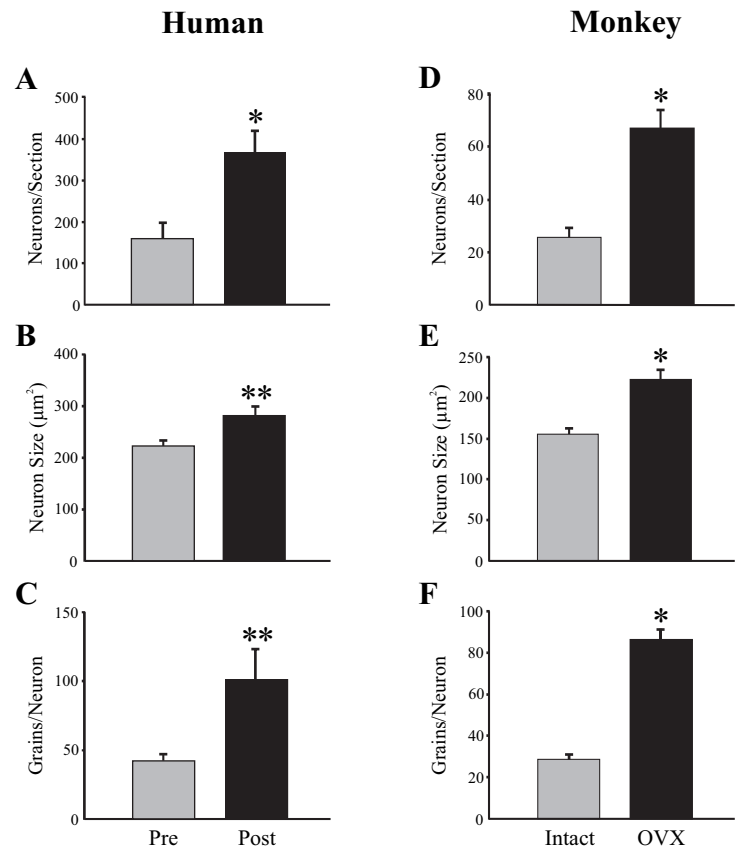 Human
Monkey
A
Neurons/Section
500
400
300
200
100
0
*
D
Neurons/Section
80
60
40
20
0
*
B
Neuron Size (µm²)
400
300
200
100
0
**
E
Neuron Size (µm²)
250
200
150
100
50
0
*
C
Grains/Neuron
150
100
50
0
**
Pre Post
F
Grains/Neuron
100
80
60
40
20
0
*
Intact OVX